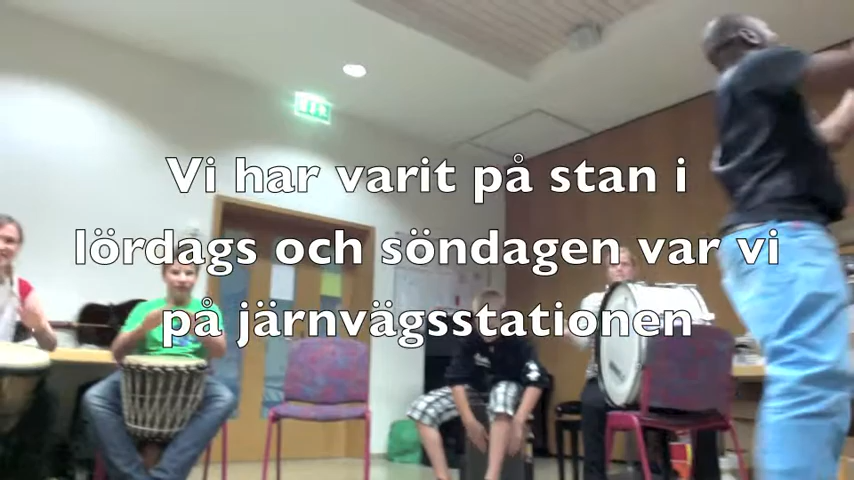 Vi har varit på stan i
lördags och söndagen var vi
på järnvägsstationen